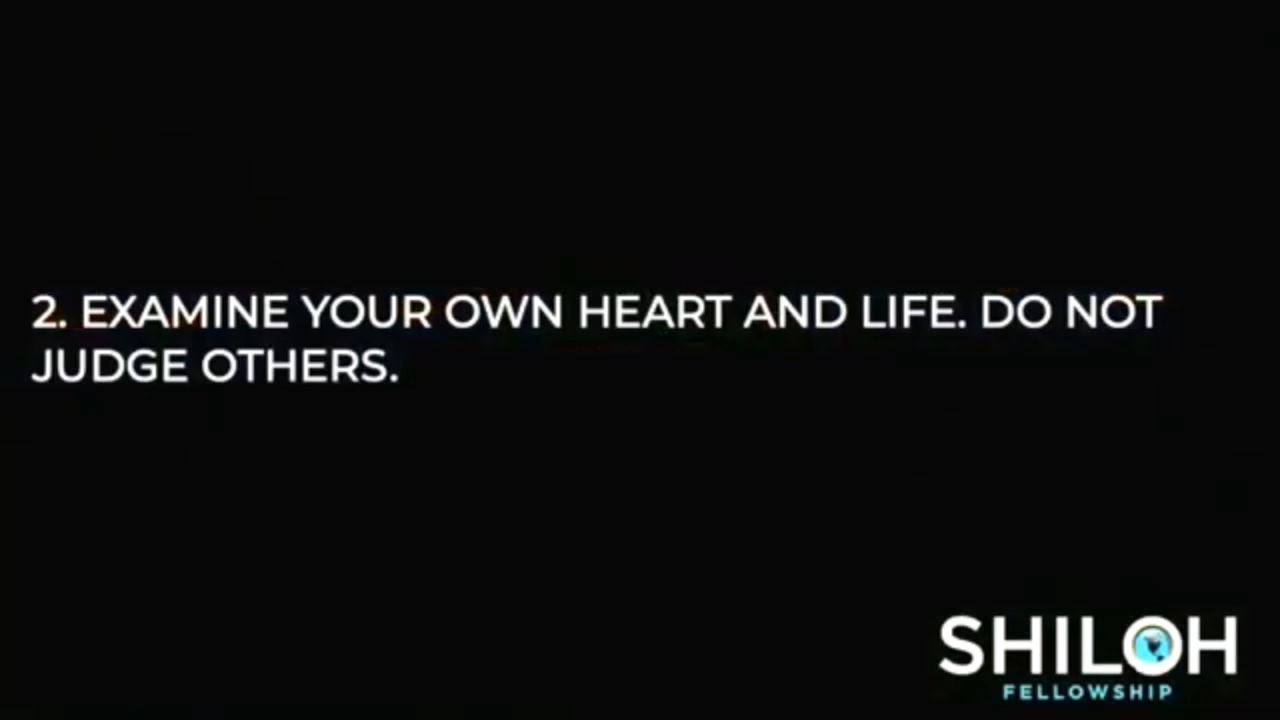 2. EXAMINE YOUR OWN HEART AND LIFE. DO NOT
JUDGE OTHERS.
SHILOH
FELLOWSHIP